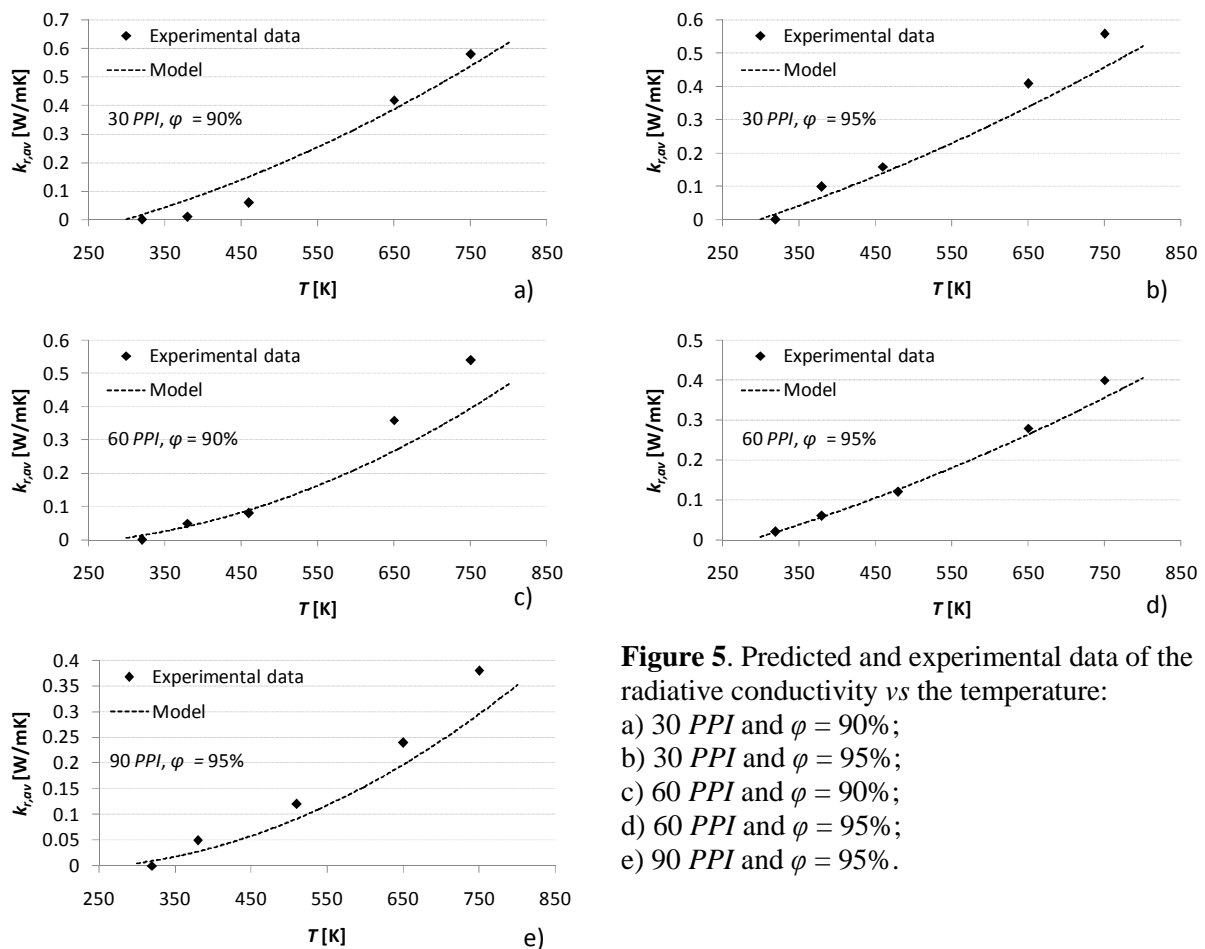 0.7
0.6
0.5
0.4
0.3
0.2
0.1
0
k_{r,av} [W/mK]
Experimental data
Model
30 PPI, φ = 90%
250 350 450 550 650 750 850
T [K]
a)
0.6
0.5
0.4
0.3
0.2
0.1
0
k_{r,av} [W/mK]
Experimental data
Model
30 PPI, φ = 95%
250 350 450 550 650 750 850
T [K]
b)
0.6
0.5
0.4
0.3
0.2
0.1
0
k_{r,av} [W/mK]
Experimental data
Model
60 PPI, φ = 90%
250 350 450 550 650 750 850
T [K]
c)
0.5
0.4
0.3
0.2
0.1
0
k_{r,av} [W/mK]
Experimental data
Model
60 PPI, φ = 95%
250 350 450 550 650 750 850
T [K]
d)
0.4
0.35
0.3
0.25
0.2
0.15
0.1
0.05
0
k_{r,av} [W/mK]
Experimental data
Model
90 PPI, φ = 95%
250 350 450 550 650 750 850
T [K]
e)
Figure 5. Predicted and experimental data of the
radiative conductivity vs the temperature:
a) 30 PPI and φ = 90%;
b) 30 PPI and φ = 95%;
c) 60 PPI and φ = 90%;
d) 60 PPI and φ = 95%;
e) 90 PPI and φ = 95%.